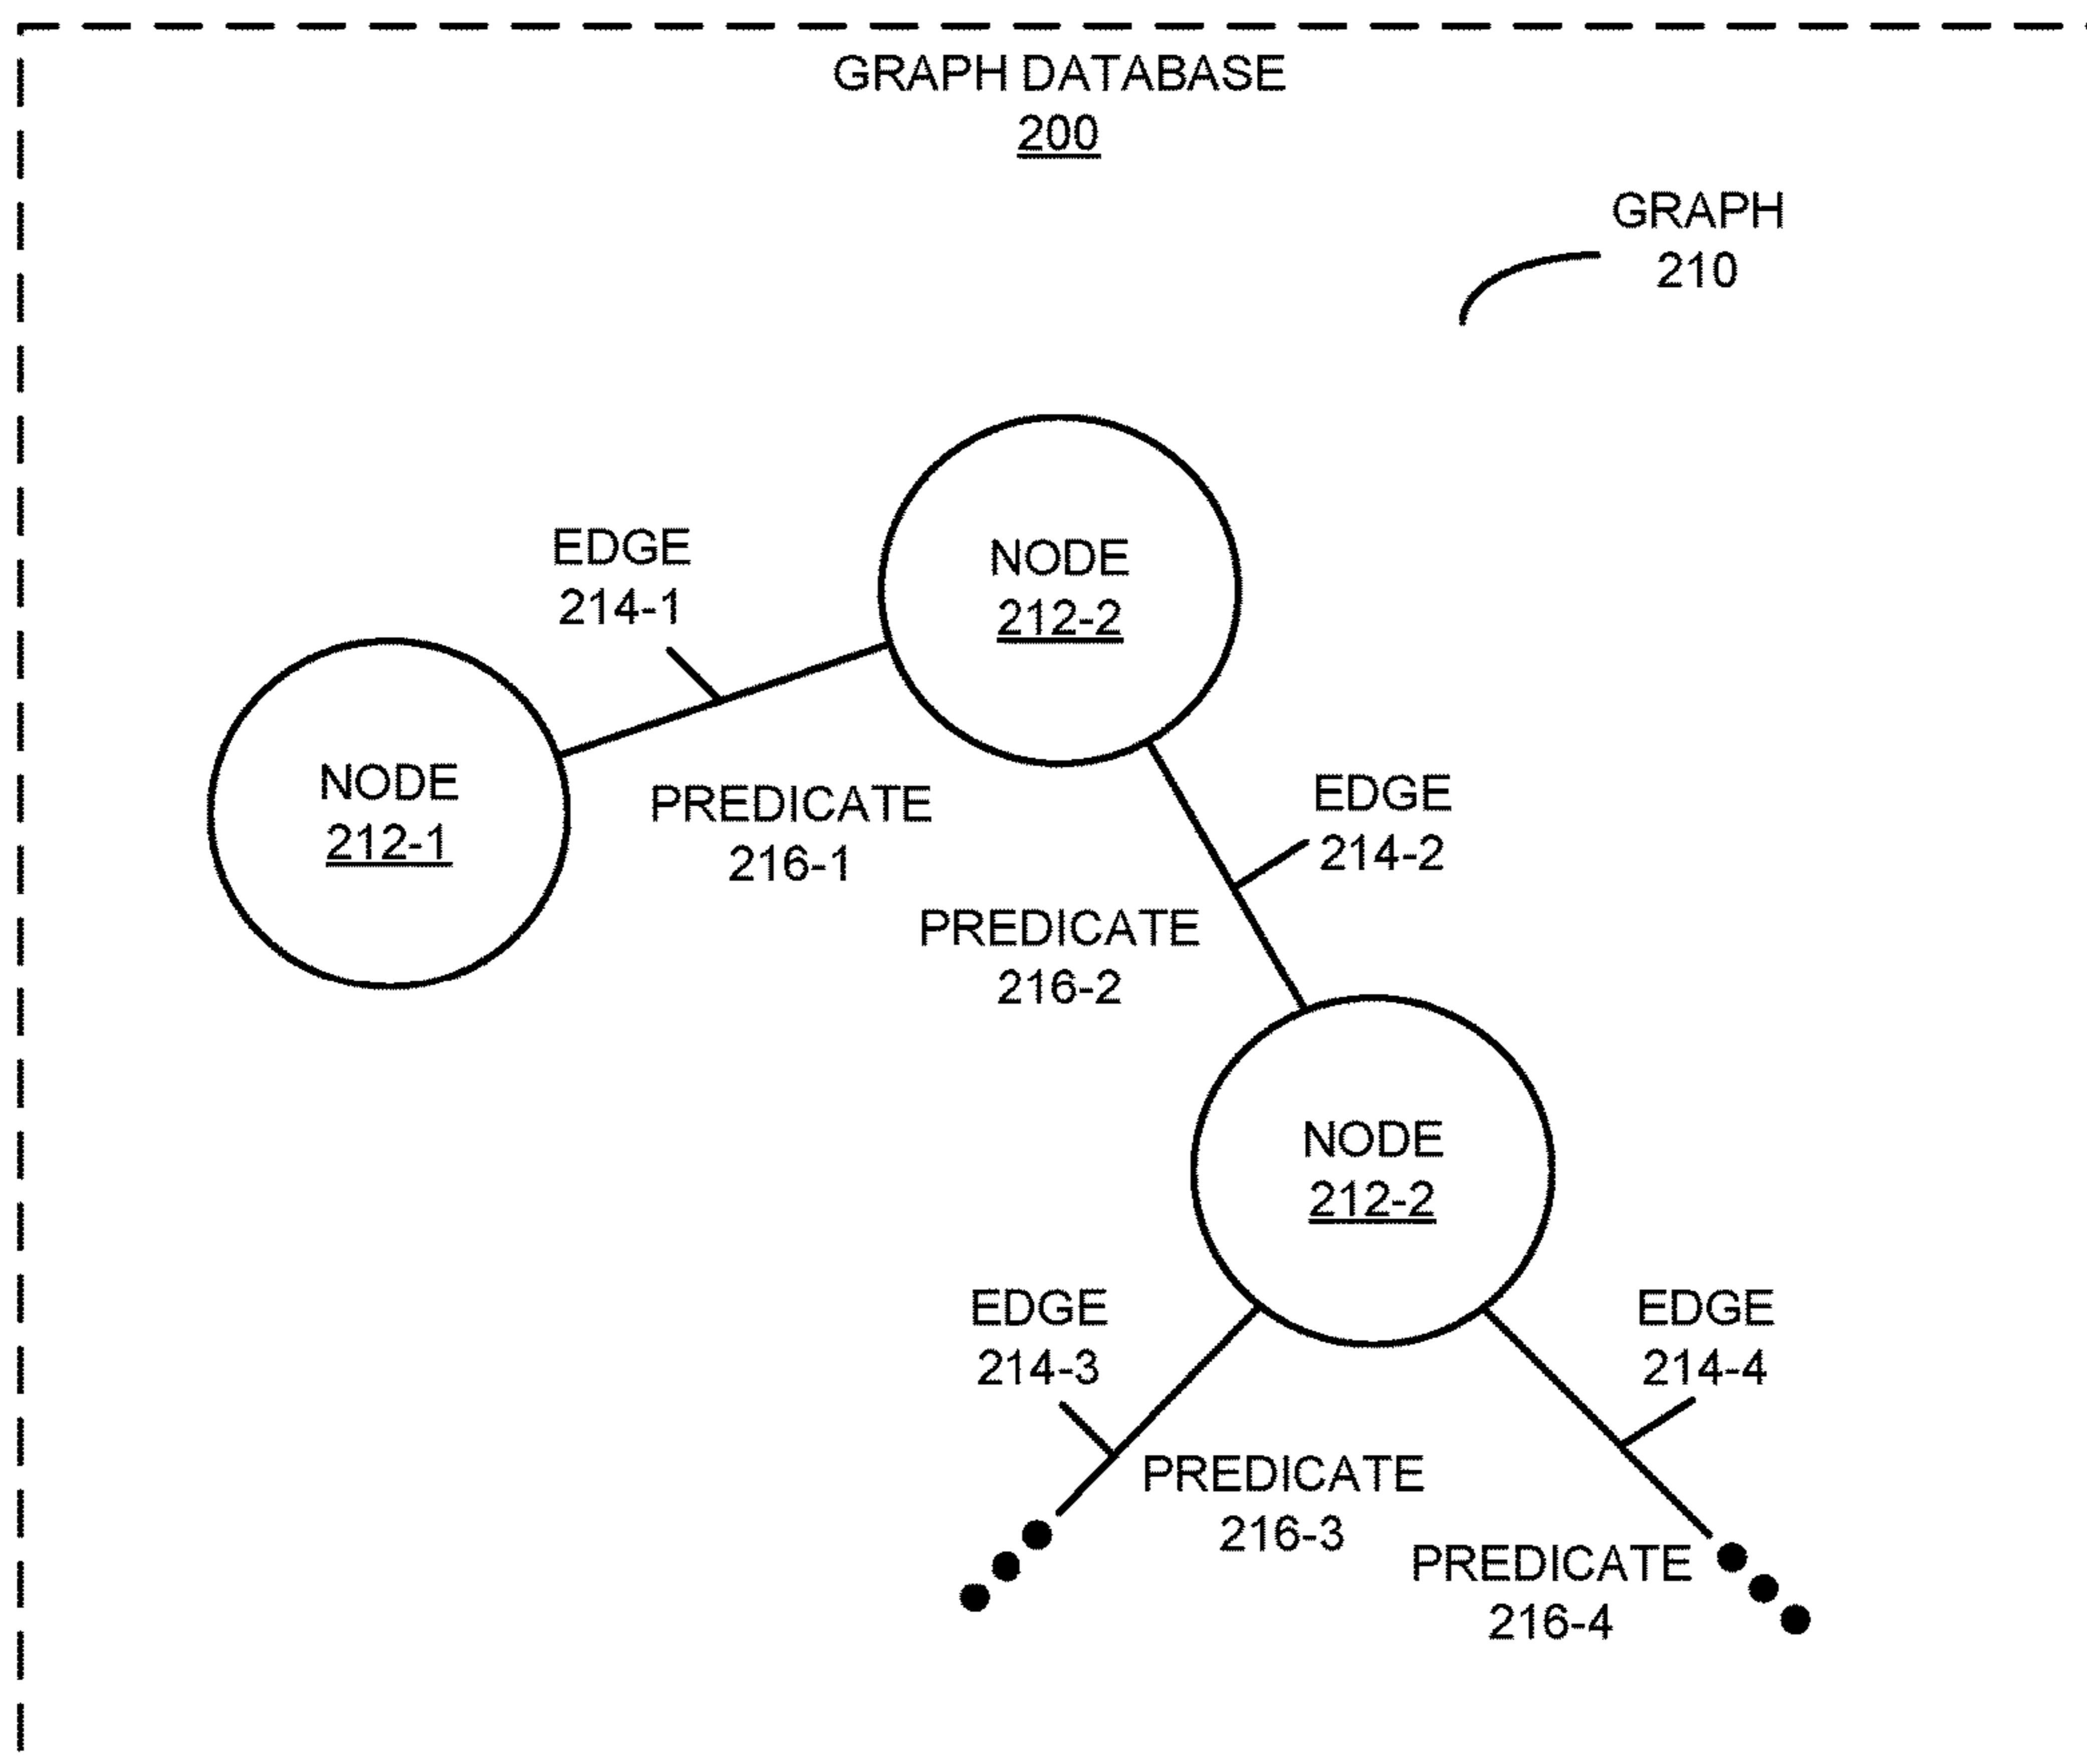 GRAPH DATABASE
200
GRAPH
210
EDGE
214-1
NODE
212-2
NODE
212-1
PREDICATE
216-1
EDGE
214-2
PREDICATE
216-2
NODE
212-2
EDGE
214-3
EDGE
214-4
PREDICATE
216-3
PREDICATE
216-4